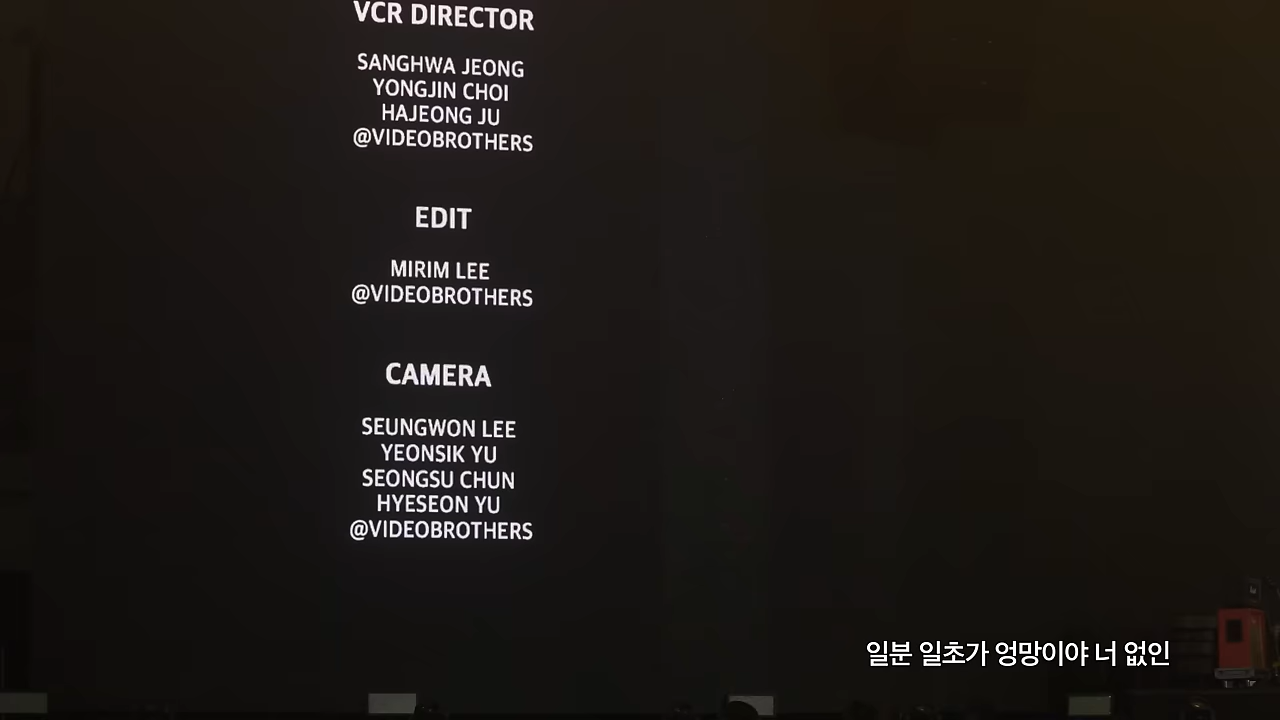 VCR DIRECTOR
SANGHWA JEONG
YONGJIN CHOI
HAJEONG JU
@VIDEOBROTHERS
EDIT
MIRIM LEE
@VIDEOBROTHERS
CAMERA
SEUNGWON LEE
YEONSIK YU
SEONGSU CHUN
HYESEON YU
@VIDEOBROTHERS
일분 일초가 엉망이야 너 없인